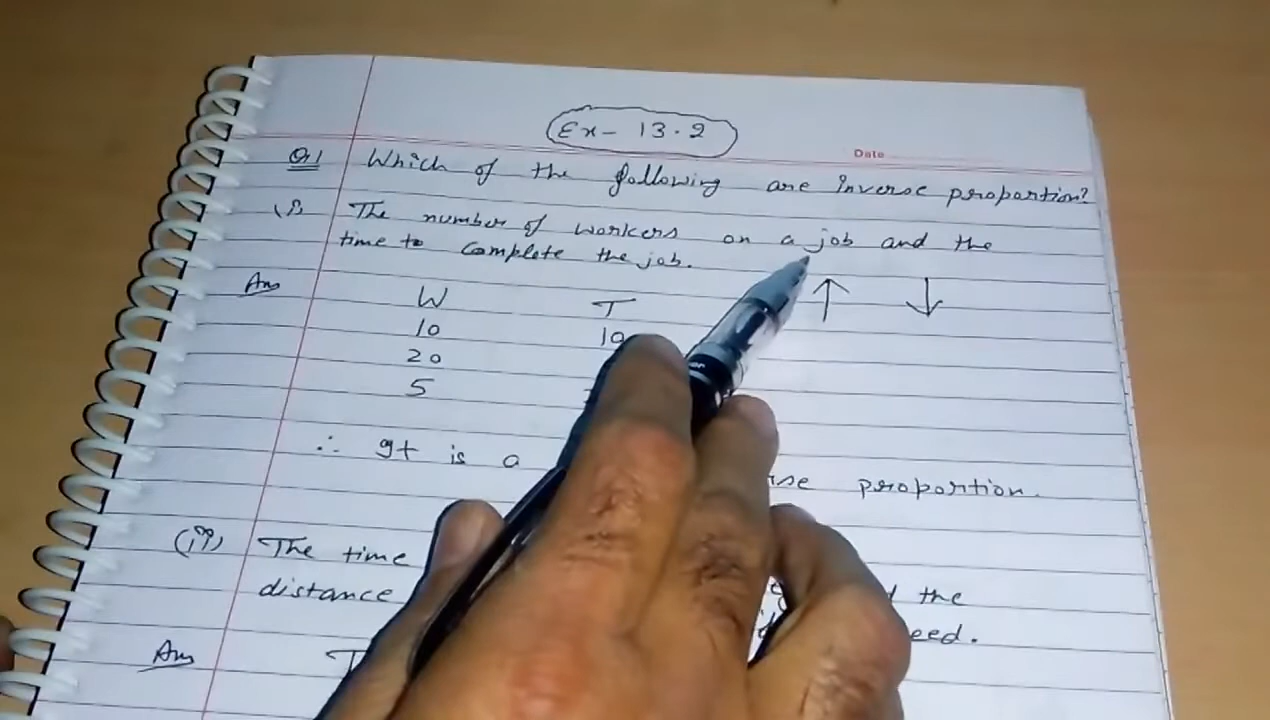 Ex- 13.2
Date
Q1 Which of the following are Inverse proportion?
(i) The number of workers on a job and the
time to complete the job.
Ans W T
10 10
20
5
∴ It is a proportion.
(ii) The time
distance the
eed.
Ans T